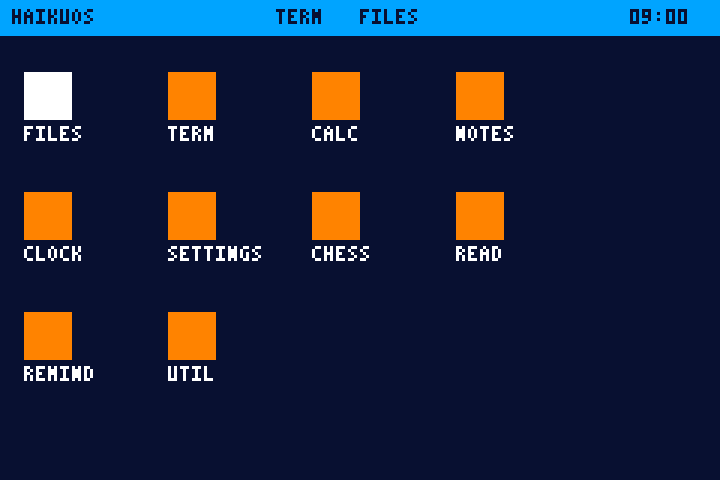 HAIKUOS TERM FILES 09:00
FILES TERM CALC NOTES
CLOCK SETTINGS CHESS READ
REMIND UTIL